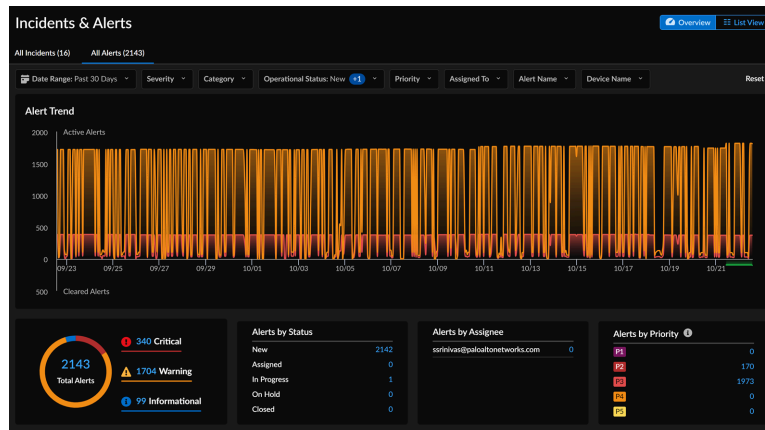 Incidents & Alerts
Overview
List View
All Incidents (16)
All Alerts (2143)
Date Range: Past 30 Days
Severity
Category
Operational Status: New +1
Priority
Assigned To
Alert Name
Device Name
Reset
Alert Trend
2000
Active Alerts
1500
1000
500
0
09/23 09/25 09/27 09/29 10/01 10/03 10/05 10/07 10/09 10/11 10/13 10/15 10/17 10/19 10/21
500
Cleared Alerts
2143
Total Alerts
340 Critical
1704 Warning
99 Informational
Alerts by Status
New 2142
Assigned 0
In Progress 1
On Hold 0
Closed 0
Alerts by Assignee
ssrinivas@paloaltonetworks.com 0
Alerts by Priority
P1 0
P2 170
P3 1973
P4 0
P5 0